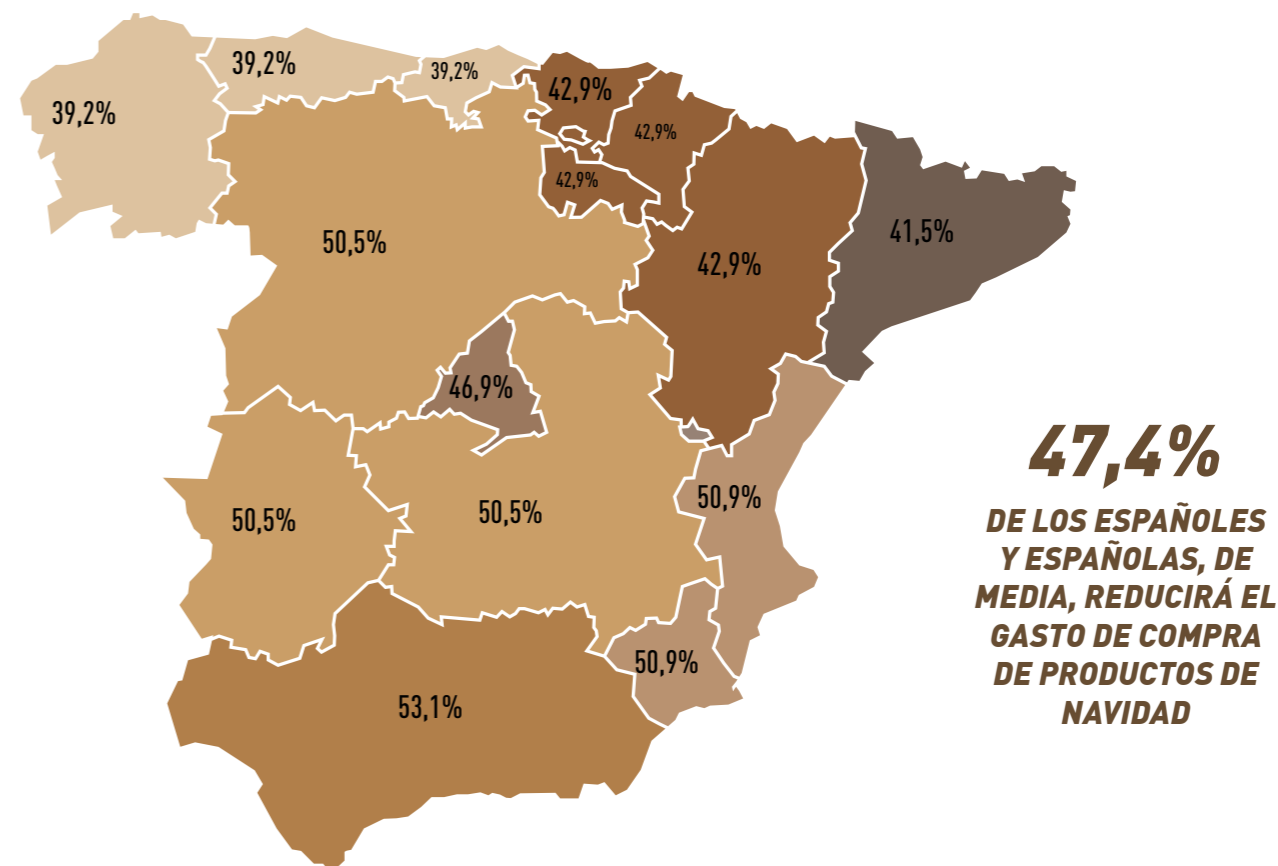 39,2%
39,2%
39,2%
42,9%
42,9%
42,9%
50,5%
42,9%
41,5%
46,9%
50,5%
50,5%
50,9%
50,9%
53,1%
47,4%
DE LOS ESPAÑOLES
Y ESPAÑOLAS, DE
MEDIA, REDUCIRÁ EL
GASTO DE COMPRA
DE PRODUCTOS DE
NAVIDAD